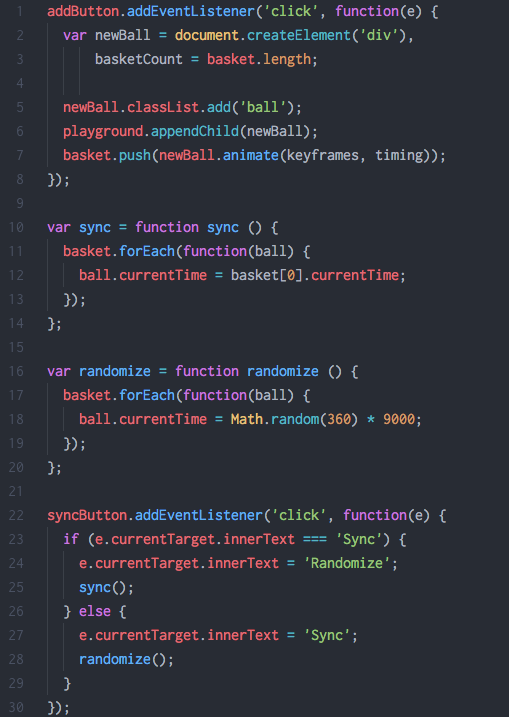 1 addButton.addEventListener('click', function(e) {
2   var newBall = document.createElement('div'),
3       basketCount = basket.length;
4
5   newBall.classList.add('ball');
6   playground.appendChild(newBall);
7   basket.push(newBall.animate(keyframes, timing));
8 });
9
10 var sync = function sync () {
11   basket.forEach(function(ball) {
12     ball.currentTime = basket[0].currentTime;
13   });
14 };
15
16 var randomize = function randomize () {
17   basket.forEach(function(ball) {
18     ball.currentTime = Math.random(360) * 9000;
19   });
20 };
21
22 syncButton.addEventListener('click', function(e) {
23   if (e.currentTarget.innerText === 'Sync') {
24     e.currentTarget.innerText = 'Randomize';
25     sync();
26   } else {
27     e.currentTarget.innerText = 'Sync';
28     randomize();
29   }
30 });